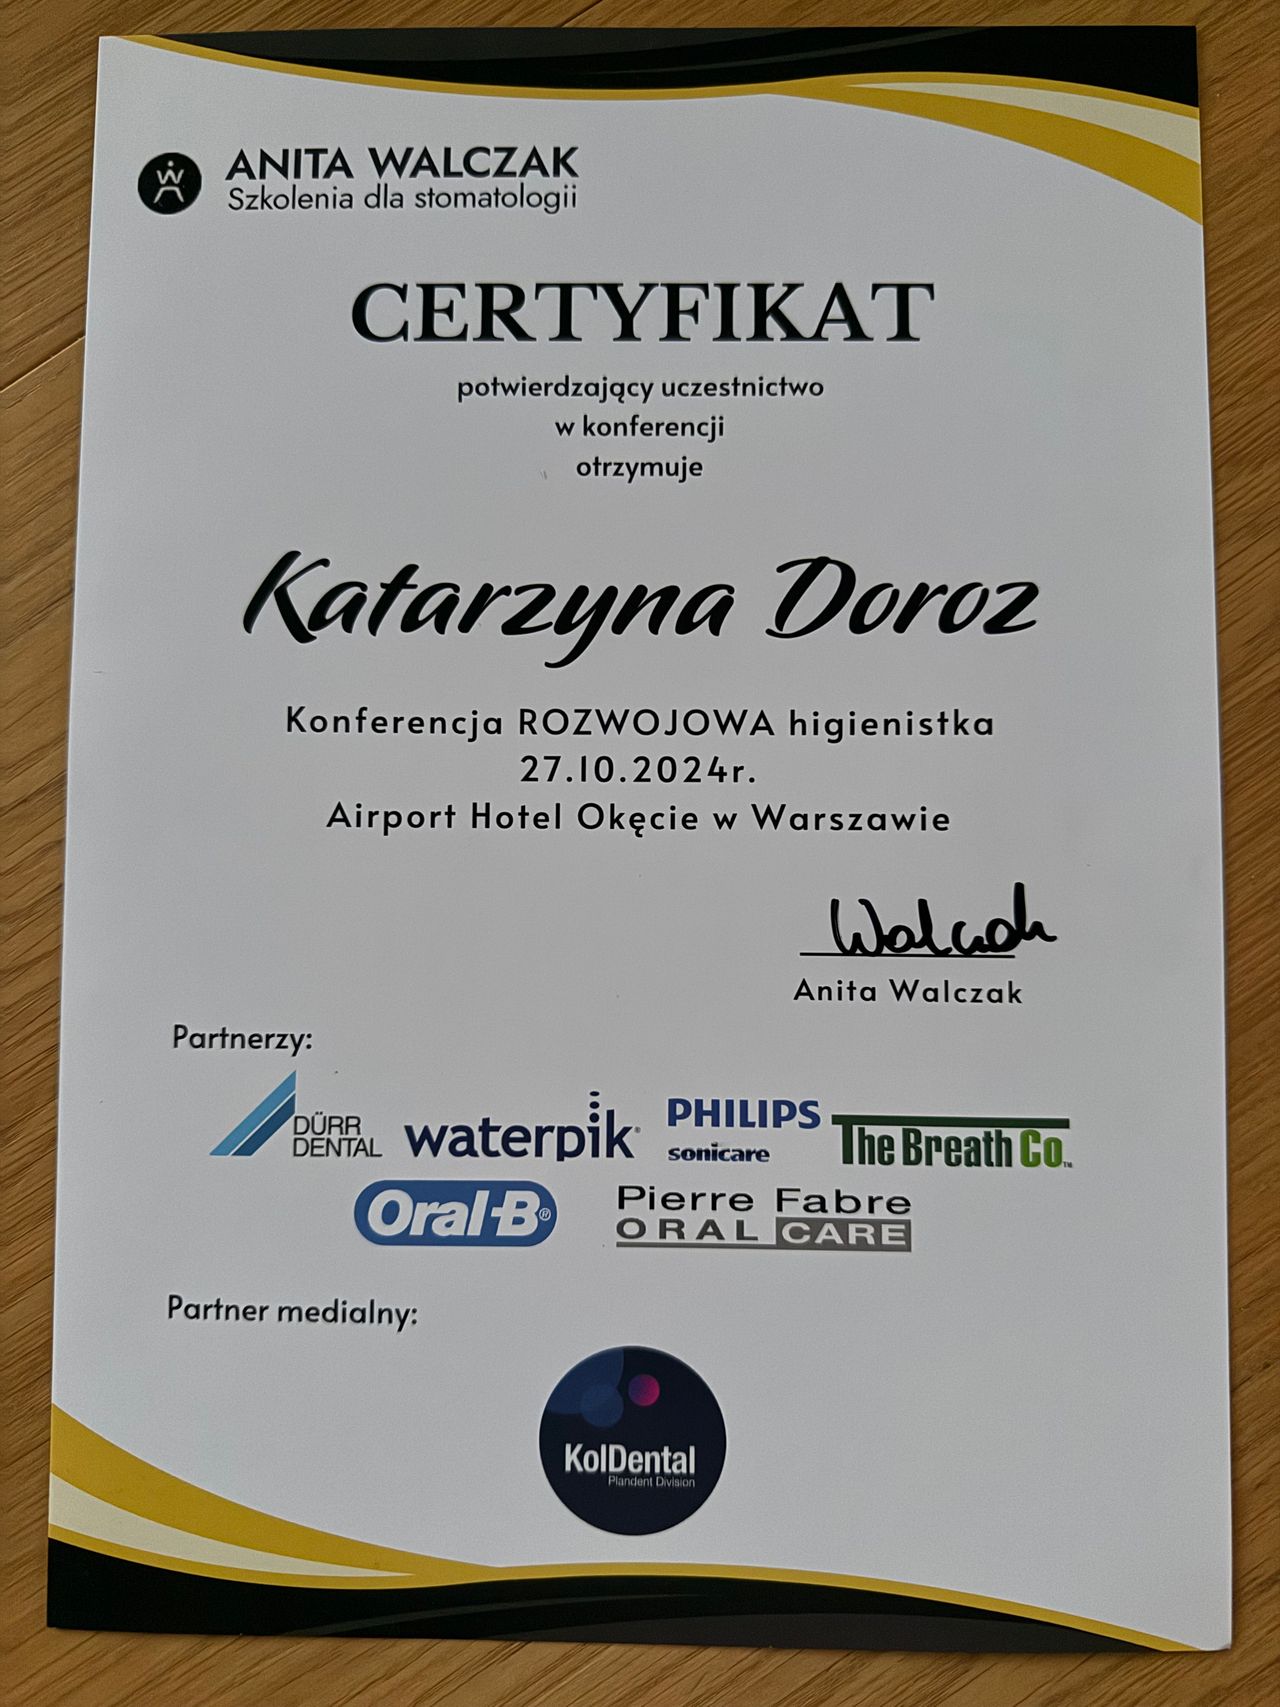 ANITA WALCZAK
Szkolenia dla stomatologii
CERTYFIKAT
potwierdzający uczestnictwo
w konferencji
otrzymuje
Katarzyna Doroz
Konferencja ROZWOJOWA higienistka
27.10.2024r.
Airport Hotel Okęcie w Warszawie
Walczak
Anita Walczak
Partnerzy:
DÜRR
DENTAL
waterpik®
PHILIPS
sonicare
The Breath Co.™
Oral-B®
Pierre Fabre
ORAL CARE
Partner medialny:
KolDental
Plandent Division